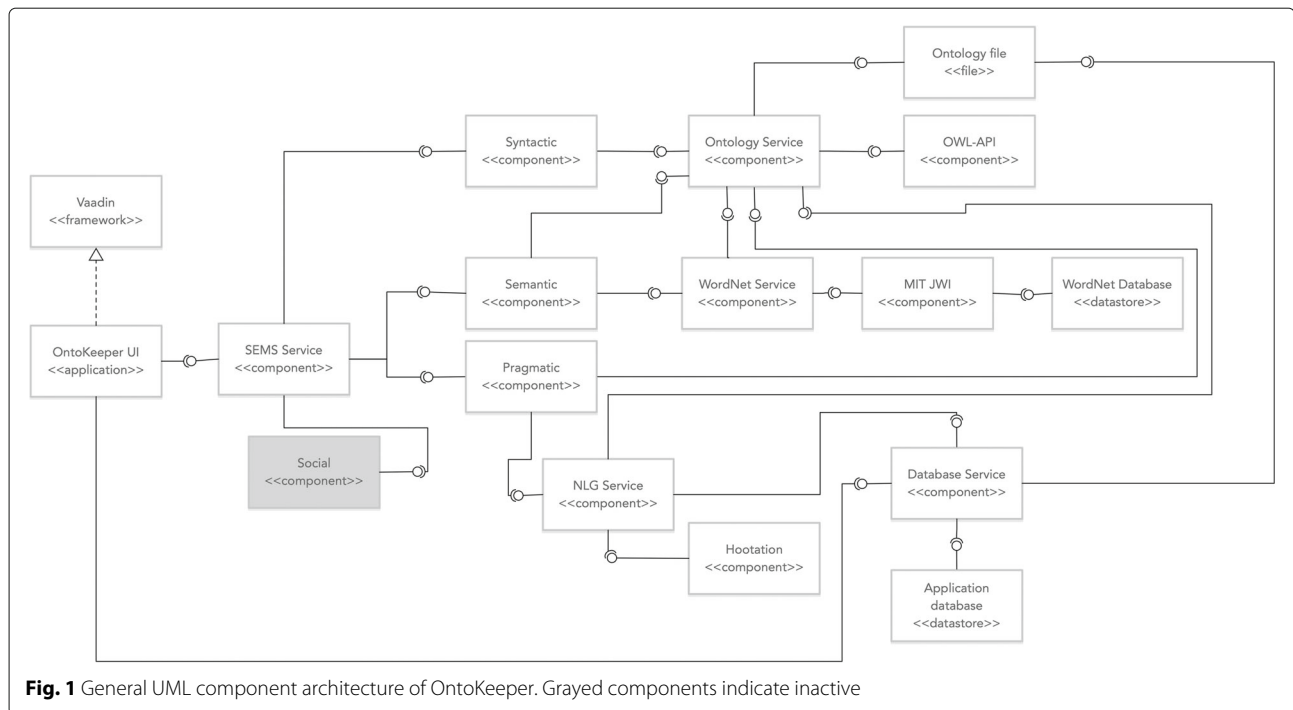 Ontology file
<<file>>
Syntactic
<<component>>
Ontology Service
<<component>>
OWL-API
<<component>>
Vaadin
<<framework>>
Semantic
<<component>>
WordNet Service
<<component>>
MIT JWI
<<component>>
WordNet Database
<<datastore>>
OntoKeeper UI
<<application>>
SEMS Service
<<component>>
Pragmatic
<<component>>
Social
<<component>>
NLG Service
<<component>>
Database Service
<<component>>
Hootation
<<component>>
Application
database
<<datastore>>
Fig. 1 General UML component architecture of OntoKeeper. Grayed components indicate inactive